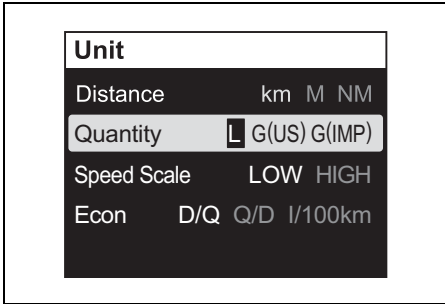 Unit
Distance km M NM
Quantity L G(US) G(IMP)
Speed Scale LOW HIGH
Econ D/Q Q/D l/100km